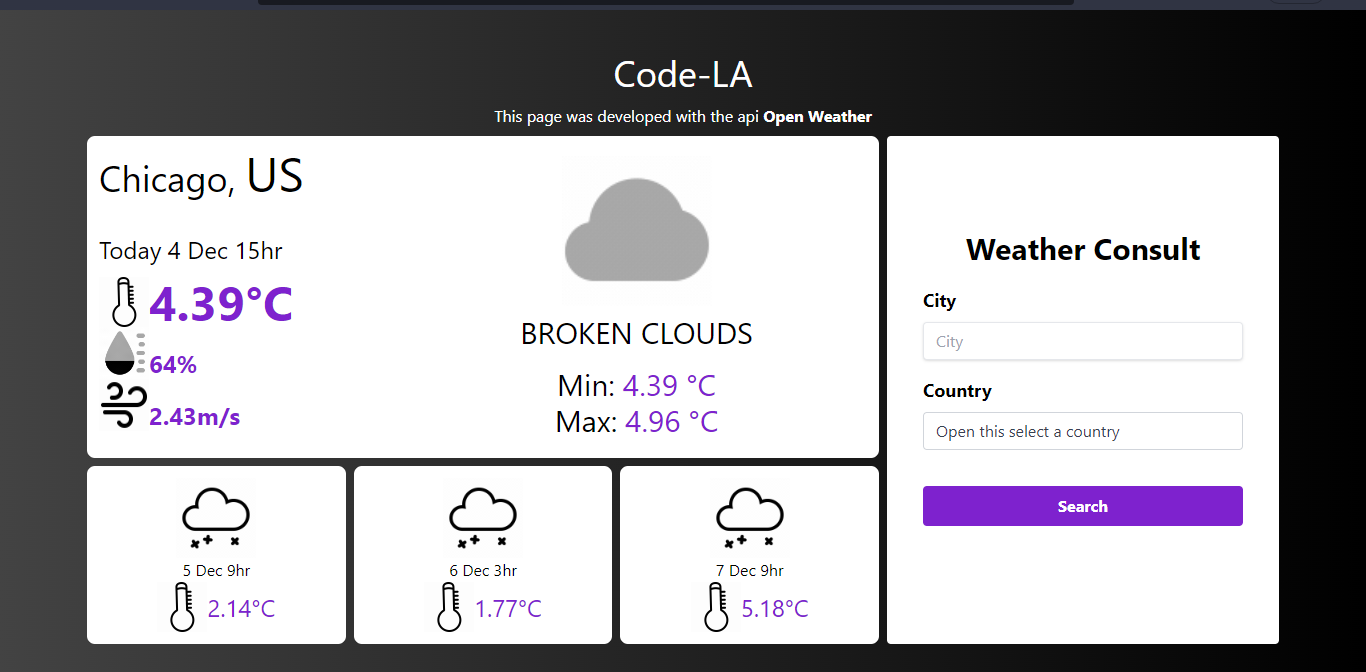 Code-LA
This page was developed with the api Open Weather
Chicago, US
Today 4 Dec 15hr
4.39°C
64%
2.43m/s
BROKEN CLOUDS
Min: 4.39 °C
Max: 4.96 °C
5 Dec 9hr
2.14°C
6 Dec 3hr
1.77°C
7 Dec 9hr
5.18°C
Weather Consult
City
City
Country
Open this select a country
Search